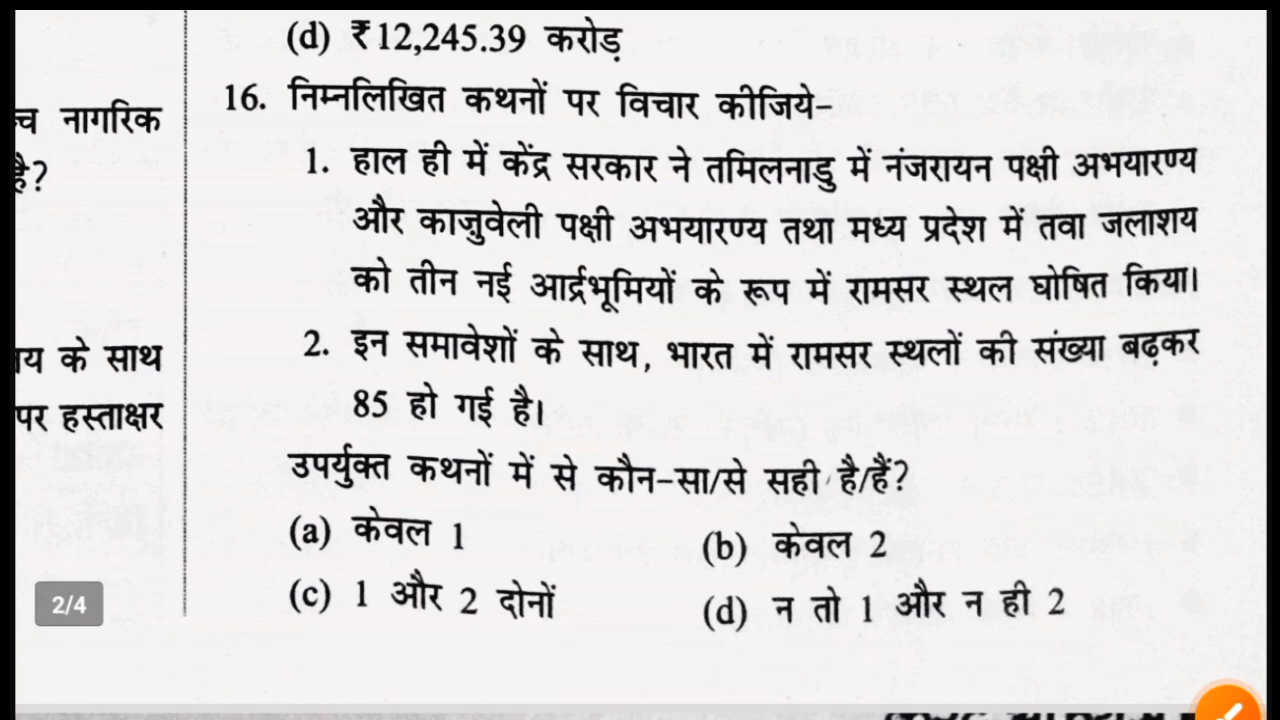 (d) ₹12,245.39 करोड़
च नागरिक
है?
16. निम्नलिखित कथनों पर विचार कीजिये-
1. हाल ही में केंद्र सरकार ने तमिलनाडु में नंजरायन पक्षी अभयारण्य
और काजुवेली पक्षी अभयारण्य तथा मध्य प्रदेश में तवा जलाशय
को तीन नई आर्द्रभूमियों के रूप में रामसर स्थल घोषित किया।
2. इन समावेशों के साथ, भारत में रामसर स्थलों की संख्या बढ़कर
85 हो गई है।
के साथ
पर हस्ताक्षर
उपर्युक्त कथनों में से कौन-सा/से सही है/हैं?
(a) केवल 1
(b) केवल 2
(c) 1 और 2 दोनों
(d) न तो 1 और न ही 2
2/4